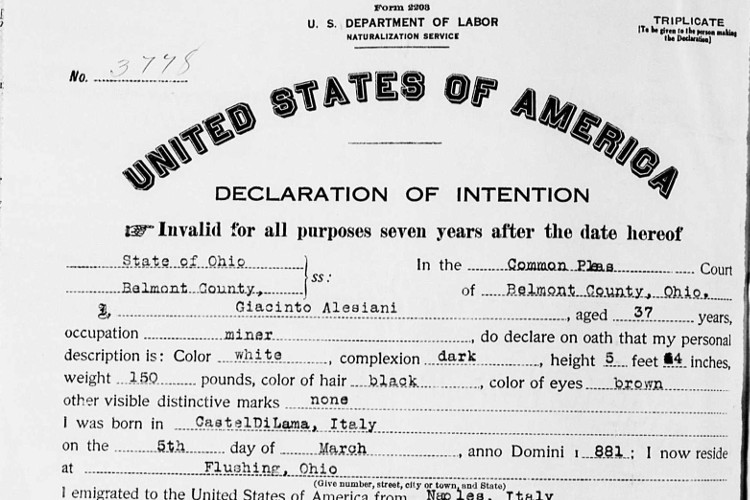 Form 2203
U. S. DEPARTMENT OF LABOR
NATURALIZATION SERVICE
TRIPLICATE
[To be given to the person making
the Declaration]
No. 3778
UNITED STATES OF AMERICA
DECLARATION OF INTENTION
☞ Invalid for all purposes seven years after the date hereof
State of Ohio
Belmont County,
ss:
In the Common Pleas Court
of Belmont County, Ohio.
I, Giacinto Alesiani, aged 37 years,
occupation miner, do declare on oath that my personal
description is: Color white, complexion dark, height 5 feet 4 inches,
weight 150 pounds, color of hair black, color of eyes brown
other visible distinctive marks none
I was born in CastelDiLama, Italy
on the 5th day of March, anno Domini 1 881; I now reside
at Flushing, Ohio
(Give number, street, city or town, and State)
I emigrated to the United States of America from Naples, Italy